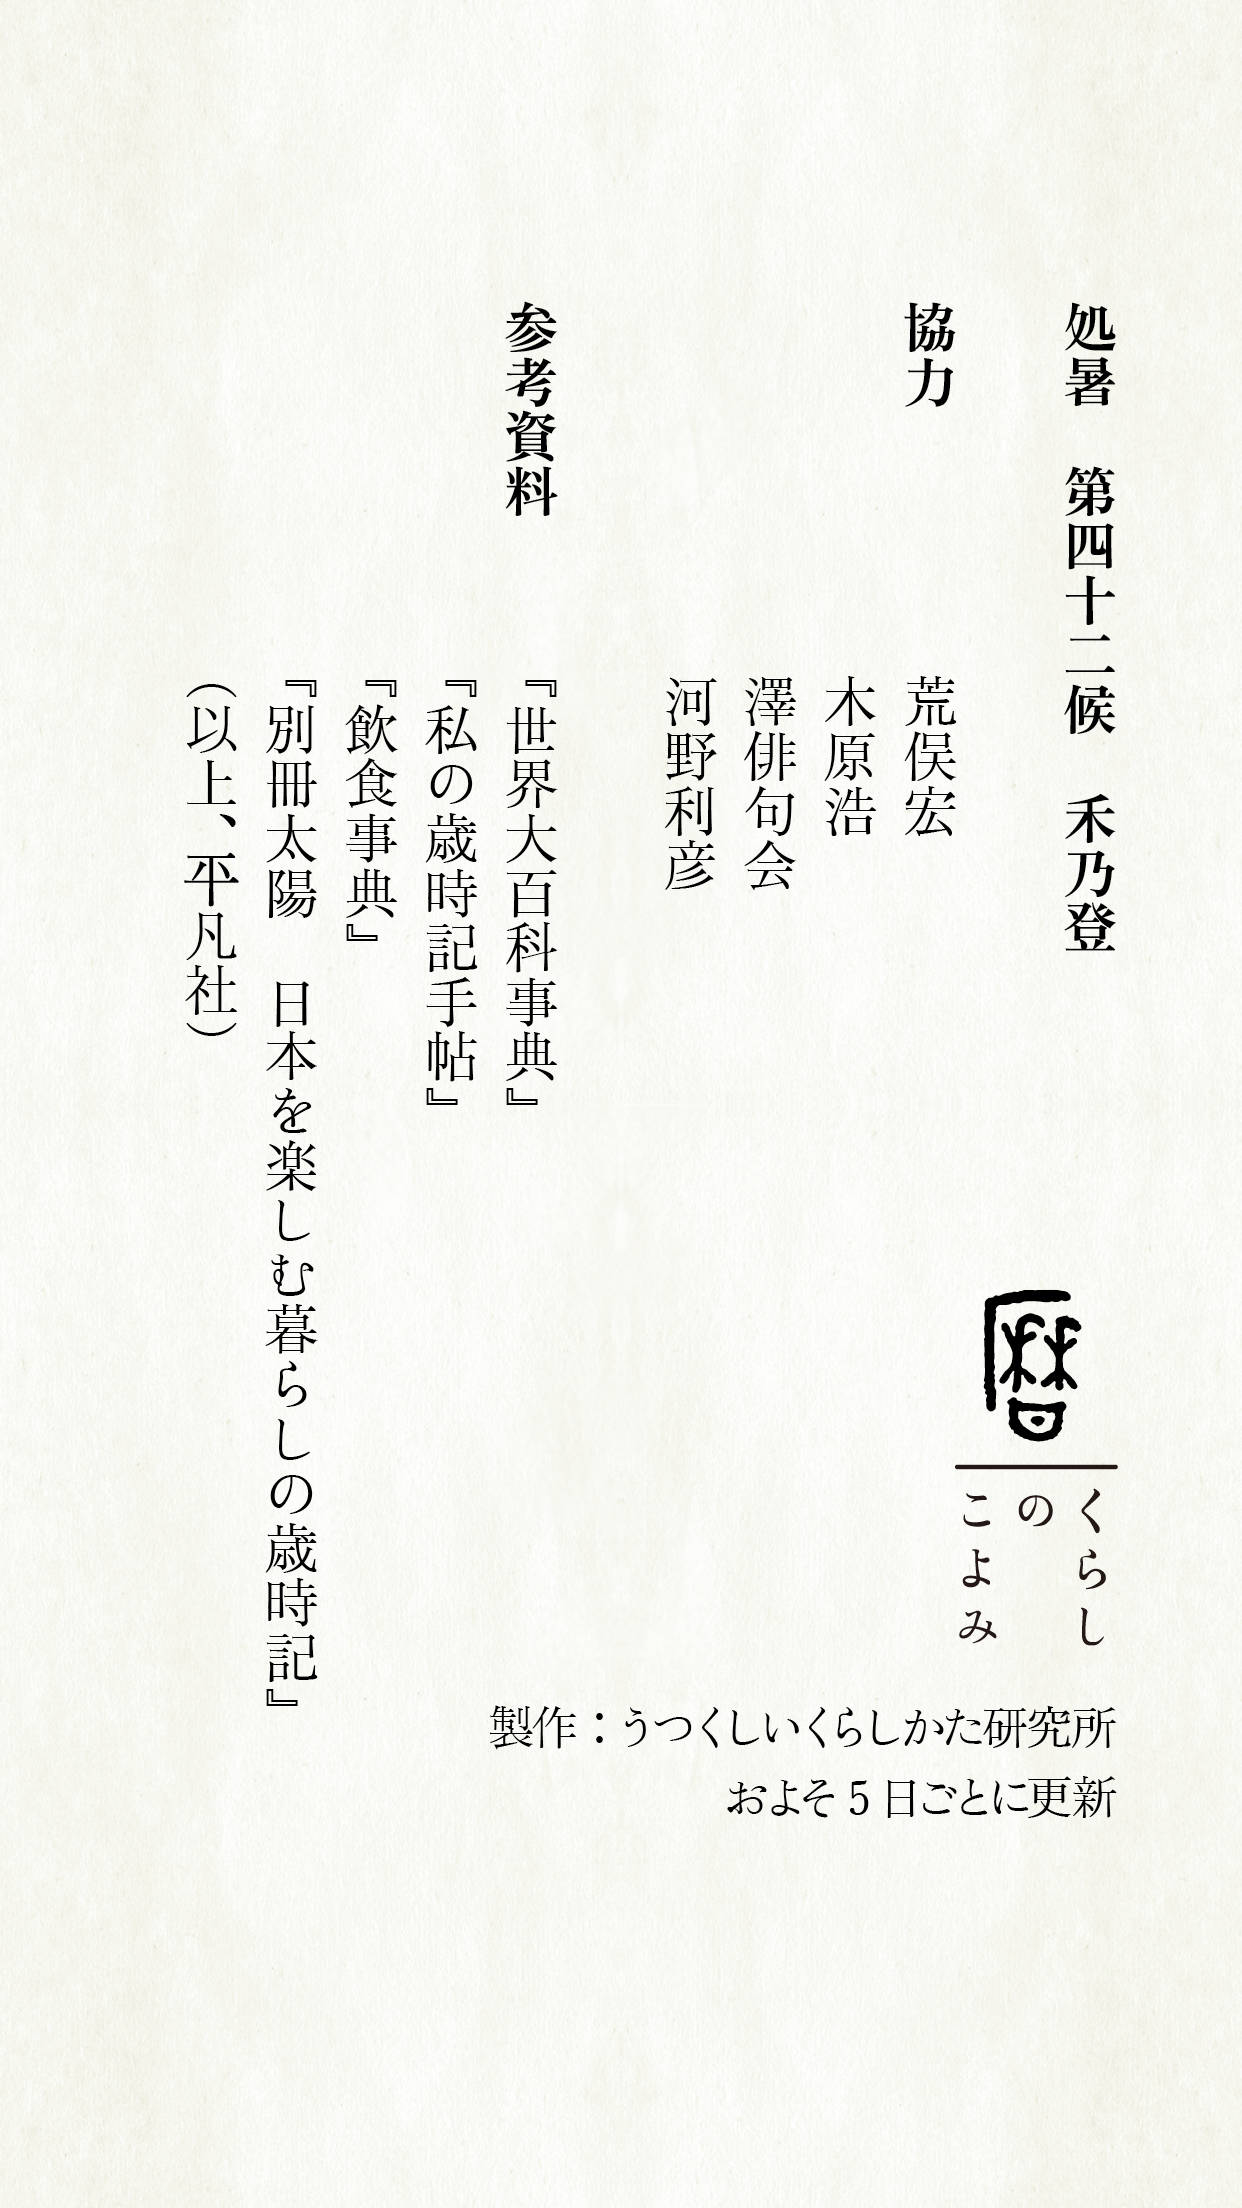 処暑　第四十二候　禾乃登
協力
荒俣宏
木原浩
澤俳句会
河野利彦
参考資料
『世界大百科事典』
『私の歳時記手帖』
『飲食事典』
『別冊太陽　日本を楽しむ暮らしの歳時記』
（以上、平凡社）
暦
くらし
の
こよみ
製作：うつくしいくらしかた研究所
およそ5日ごとに更新